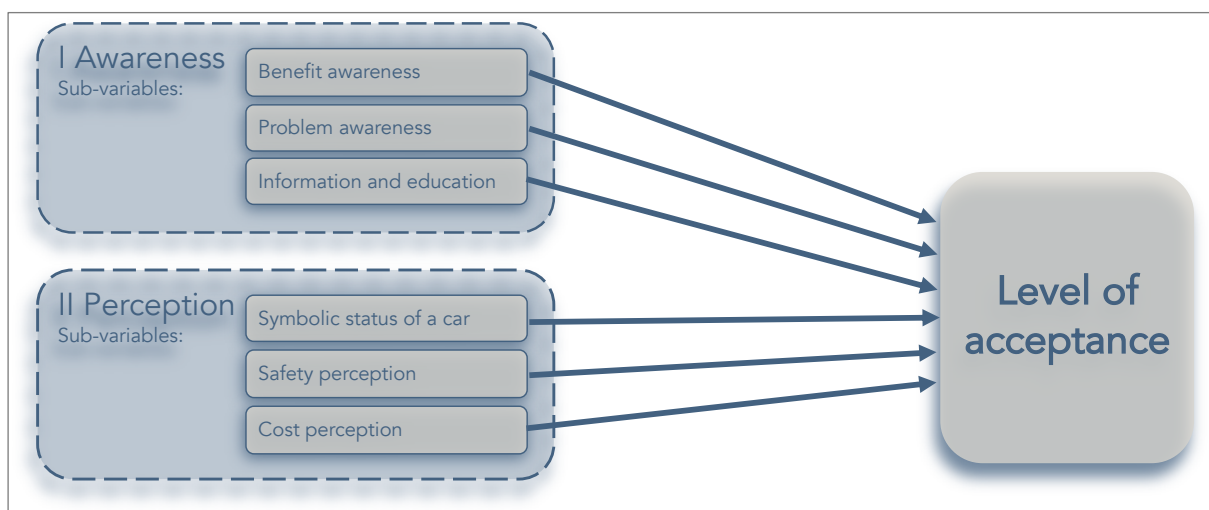 I Awareness
Sub-variables:
Benefit awareness
Problem awareness
Information and education
II Perception
Sub-variables:
Symbolic status of a car
Safety perception
Cost perception
Level of
acceptance